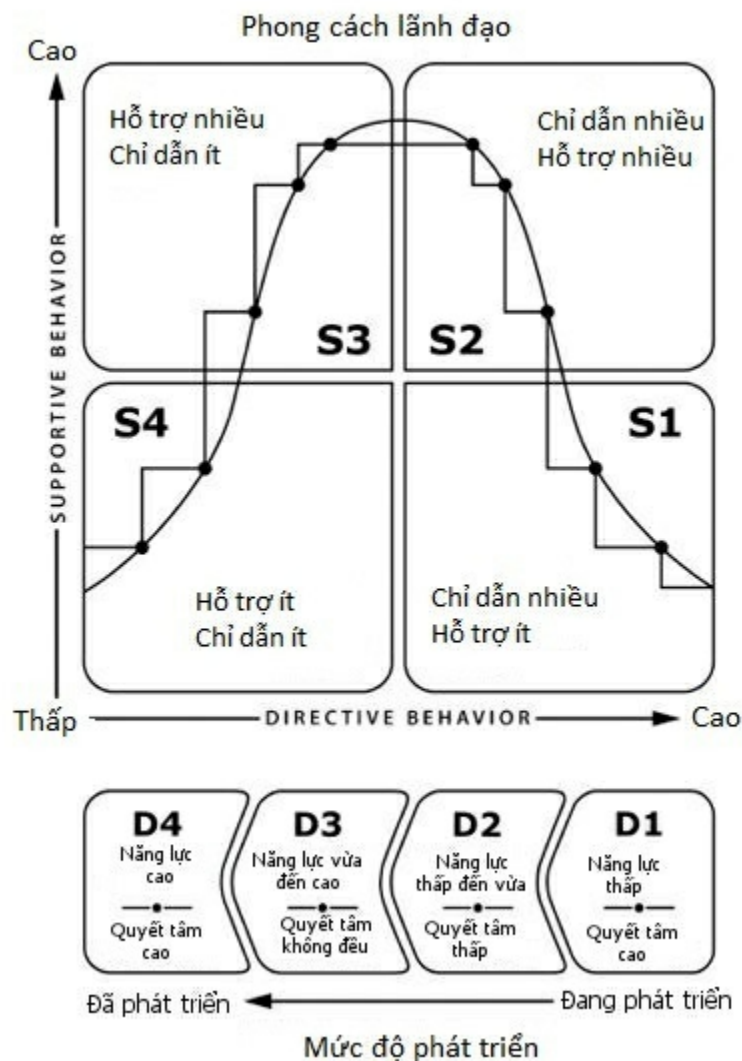 Phong cách lãnh đạo
Cao
Hỗ trợ nhiều
Chỉ dẫn ít
Chỉ dẫn nhiều
Hỗ trợ nhiều
SUPPORTIVE BEHAVIOR
S3
S2
S4
S1
Hỗ trợ ít
Chỉ dẫn ít
Chỉ dẫn nhiều
Hỗ trợ ít
Thấp
DIRECTIVE BEHAVIOR
Cao
D4
Năng lực
cao
Quyết tâm
cao
D3
Năng lực vừa
đến cao
Quyết tâm
không đều
D2
Năng lực
thấp đến vừa
Quyết tâm
thấp
D1
Năng lực
thấp
Quyết tâm
cao
Đã phát triển
Đang phát triển
Mức độ phát triển